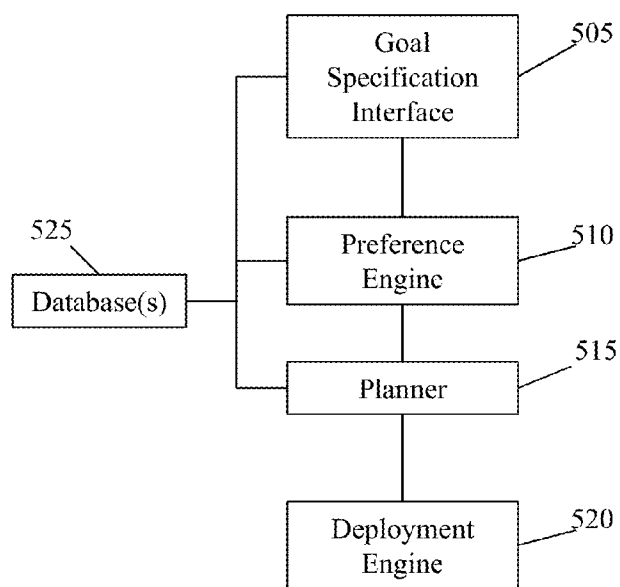 505
Goal
Specification
Interface
525
510
Preference
Engine
Database(s)
515
Planner
520
Deployment
Engine